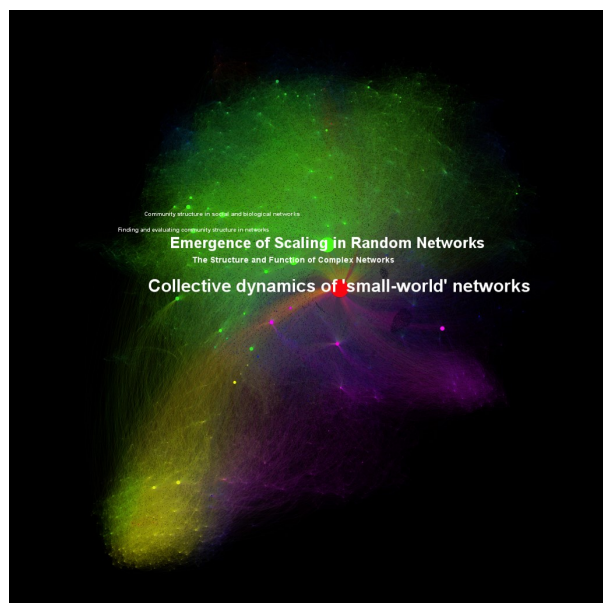 Community structure in social and biological networks
Finding and evaluating community structure in networks
Emergence of Scaling in Random Networks
The Structure and Function of Complex Networks
Collective dynamics of 'small-world' networks